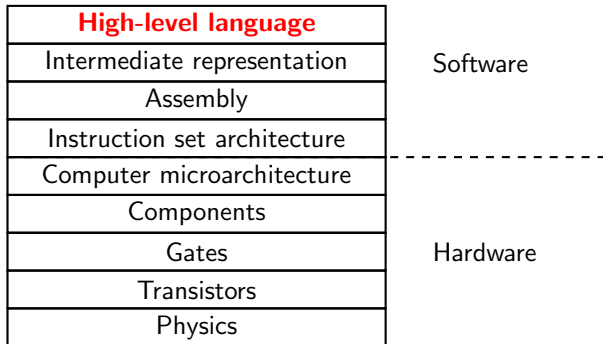 High-level language
Intermediate representation
Software
Assembly
Instruction set architecture
Computer microarchitecture
Components
Gates
Hardware
Transistors
Physics